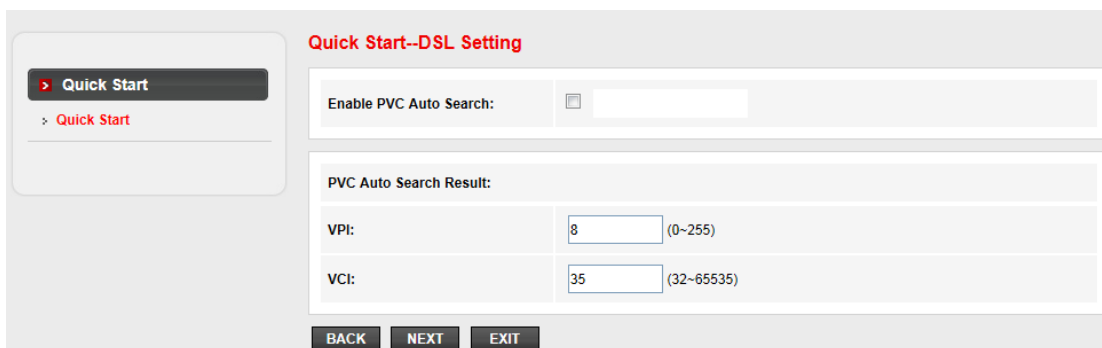 Quick Start--DSL Setting
Quick Start
Quick Start
Enable PVC Auto Search:
PVC Auto Search Result:
VPI: 8 (0~255)
VCI: 35 (32~65535)
BACK NEXT EXIT